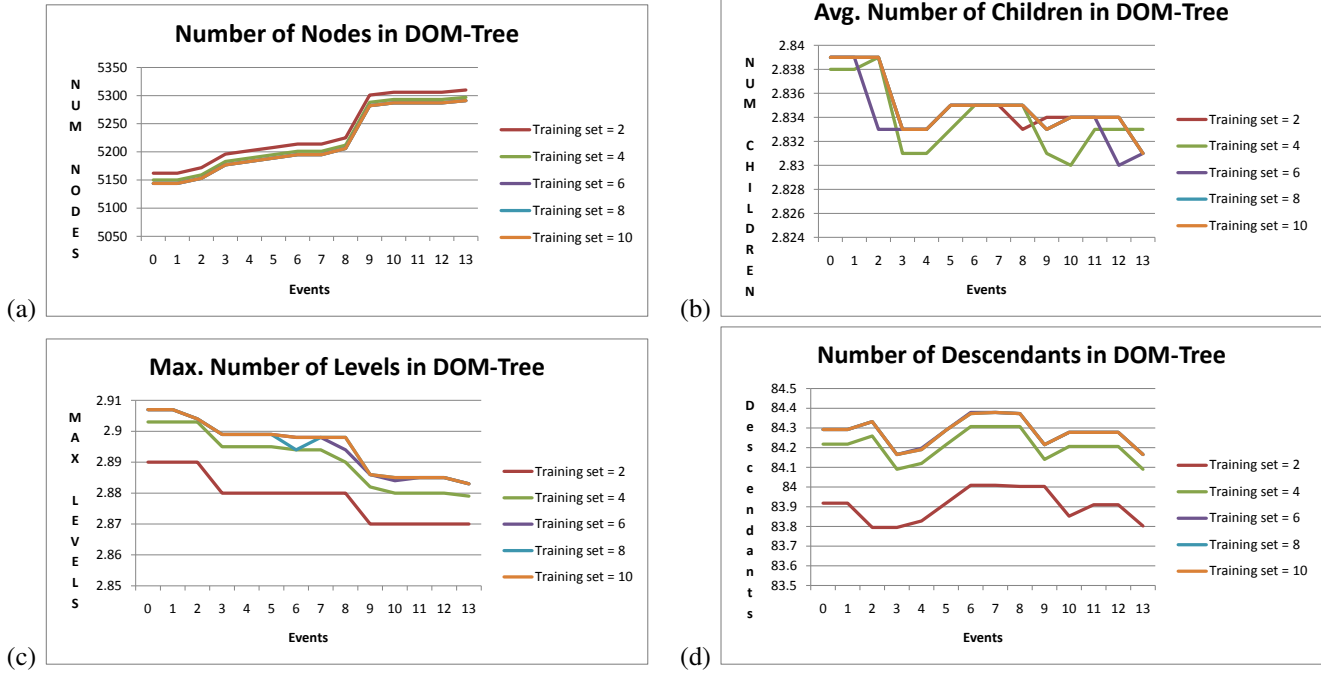 Number of Nodes in DOM-Tree
NUM NODES
5350
5300
5250
5200
5150
5100
5050
0 1 2 3 4 5 6 7 8 9 10 11 12 13
Events
Training set = 2
Training set = 4
Training set = 6
Training set = 8
Training set = 10
(a)
Avg. Number of Children in DOM-Tree
NUM CHILDREN
2.84
2.838
2.836
2.834
2.832
2.83
2.828
2.826
2.824
0 1 2 3 4 5 6 7 8 9 10 11 12 13
Events
Training set = 2
Training set = 4
Training set = 6
Training set = 8
Training set = 10
(b)
Max. Number of Levels in DOM-Tree
MAX LEVELS
2.91
2.9
2.89
2.88
2.87
2.86
2.85
0 1 2 3 4 5 6 7 8 9 10 11 12 13
Events
Training set = 2
Training set = 4
Training set = 6
Training set = 8
Training set = 10
(c)
Number of Descendants in DOM-Tree
Descendants
84.5
84.4
84.3
84.2
84.1
84
83.9
83.8
83.7
83.6
83.5
0 1 2 3 4 5 6 7 8 9 10 11 12 13
Events
Training set = 2
Training set = 4
Training set = 6
Training set = 8
Training set = 10
(d)